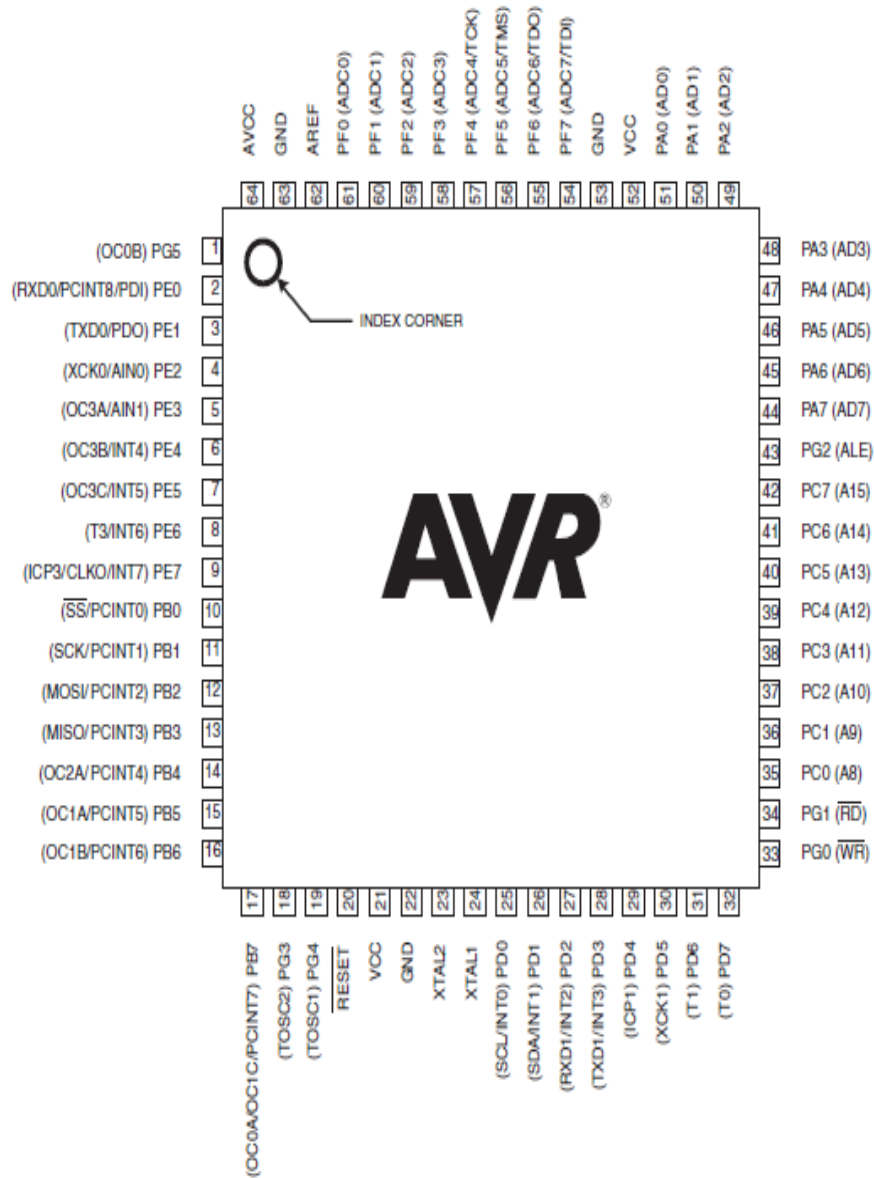 AVCC
GND
AREF
PF0 (ADC0)
PF1 (ADC1)
PF2 (ADC2)
PF3 (ADC3)
PF4 (ADC4/TCK)
PF5 (ADC5/TMS)
PF6 (ADC6/TDO)
PF7 (ADC7/TDI)
GND
VCC
PA0 (AD0)
PA1 (AD1)
PA2 (AD2)
64
63
62
61
60
59
58
57
56
55
54
53
52
51
50
49
(OC0B) PG5 1
(RXD0/PCINT8/PDI) PE0 2
(TXD0/PDO) PE1 3
(XCK0/AIN0) PE2 4
(OC3A/AIN1) PE3 5
(OC3B/INT4) PE4 6
(OC3C/INT5) PE5 7
(T3/INT6) PE6 8
(ICP3/CLKO/INT7) PE7 9
(SS/PCINT0) PB0 10
(SCK/PCINT1) PB1 11
(MOSI/PCINT2) PB2 12
(MISO/PCINT3) PB3 13
(OC2A/PCINT4) PB4 14
(OC1A/PCINT5) PB5 15
(OC1B/PCINT6) PB6 16
INDEX CORNER
AVR®
48 PA3 (AD3)
47 PA4 (AD4)
46 PA5 (AD5)
45 PA6 (AD6)
44 PA7 (AD7)
43 PG2 (ALE)
42 PC7 (A15)
41 PC6 (A14)
40 PC5 (A13)
39 PC4 (A12)
38 PC3 (A11)
37 PC2 (A10)
36 PC1 (A9)
35 PC0 (A8)
34 PG1 (RD)
33 PG0 (WR)
17
18
19
20
21
22
23
24
25
26
27
28
29
30
31
32
(OC0A/OC1C/PCINT7) PB7
(TOSC2) PG3
(TOSC1) PG4
RESET
VCC
GND
XTAL2
XTAL1
(SCL/INT0) PD0
(SDA/INT1) PD1
(RXD1/INT2) PD2
(TXD1/INT3) PD3
(ICP1) PD4
(XCK1) PD5
(T1) PD6
(T0) PD7